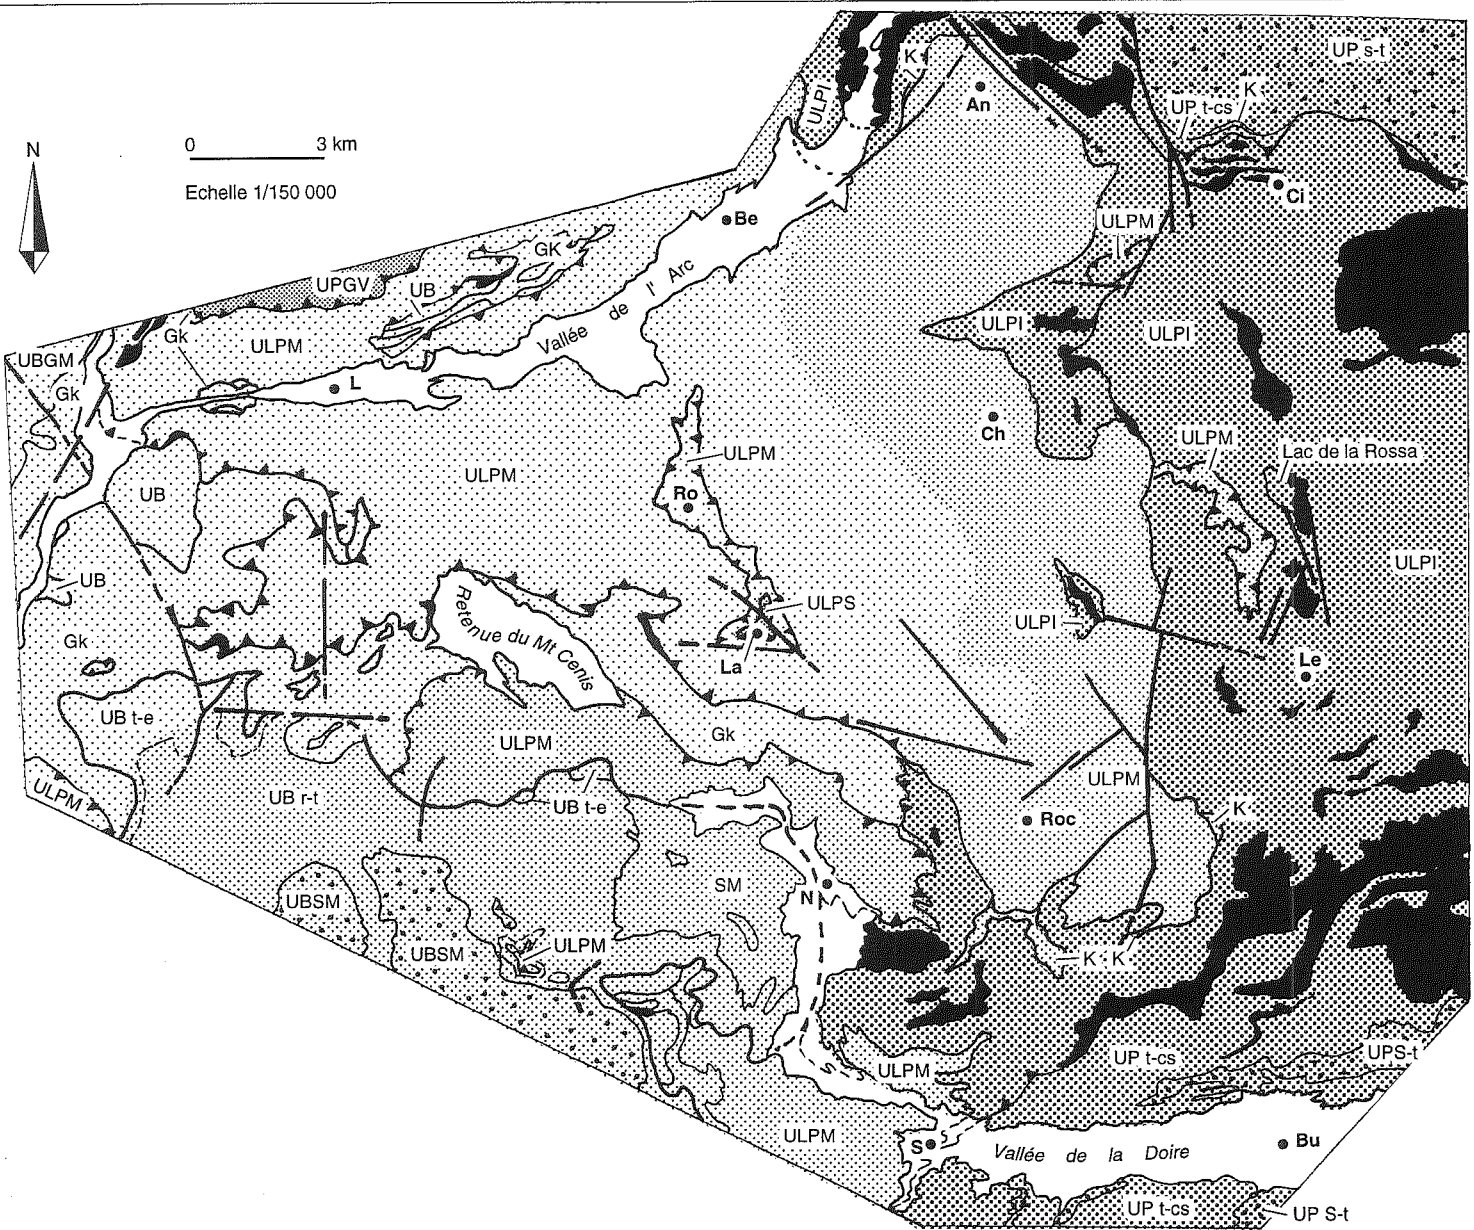 UP s-t
K
An
K
UP t-cs
ULPI
N
0 3 km
Echelle 1/150 000
Ci
Be
ULPM
GK
UPGV
UB
Vallée de l' Arc
ULPI
ULPI
Gk
ULPM
UBGM
Gk
L
Ch
ULPM
Lac de la Rossa
ULPM
ULPM
Ro
UB
ULPI
UB
ULPS
Retenue du Mt Cenis
Gk
ULPI
La
Le
UB t-e
Gk
ULPM
ULPM
UB r-t
ULPM
UB t-e
K
Roc
SM
N
UBSM
ULPM
UBSM
K
K
UP t-cs
UPS-t
ULPM
ULPM
S
Vallée de la Doire
Bu
UP t-cs
UP S-t